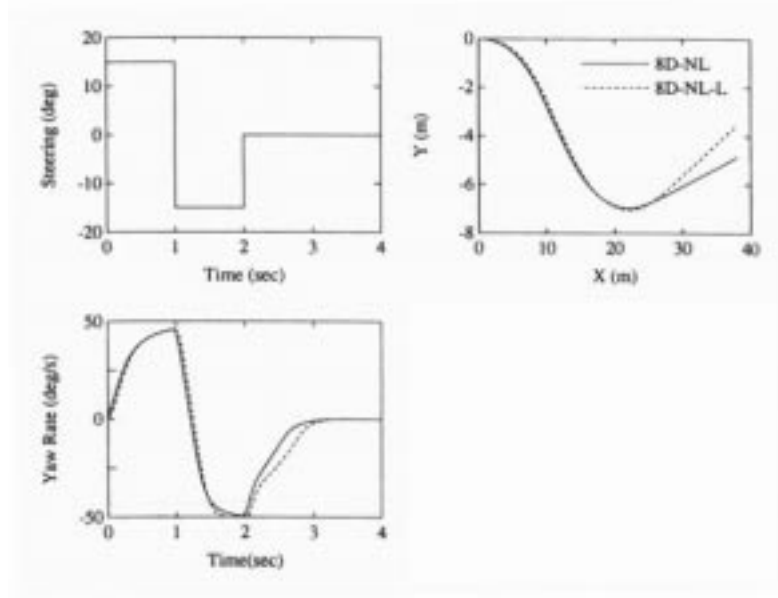 20
10
0
-10
-20
Steering (deg)
0 1 2 3 4
Time (sec)
0
-2
-4
-6
-8
Y (m)
8D-NL
8D-NL-L
0 10 20 30 40
X (m)
50
0
-50
Yaw Rate (deg/s)
0 1 2 3 4
Time(sec)